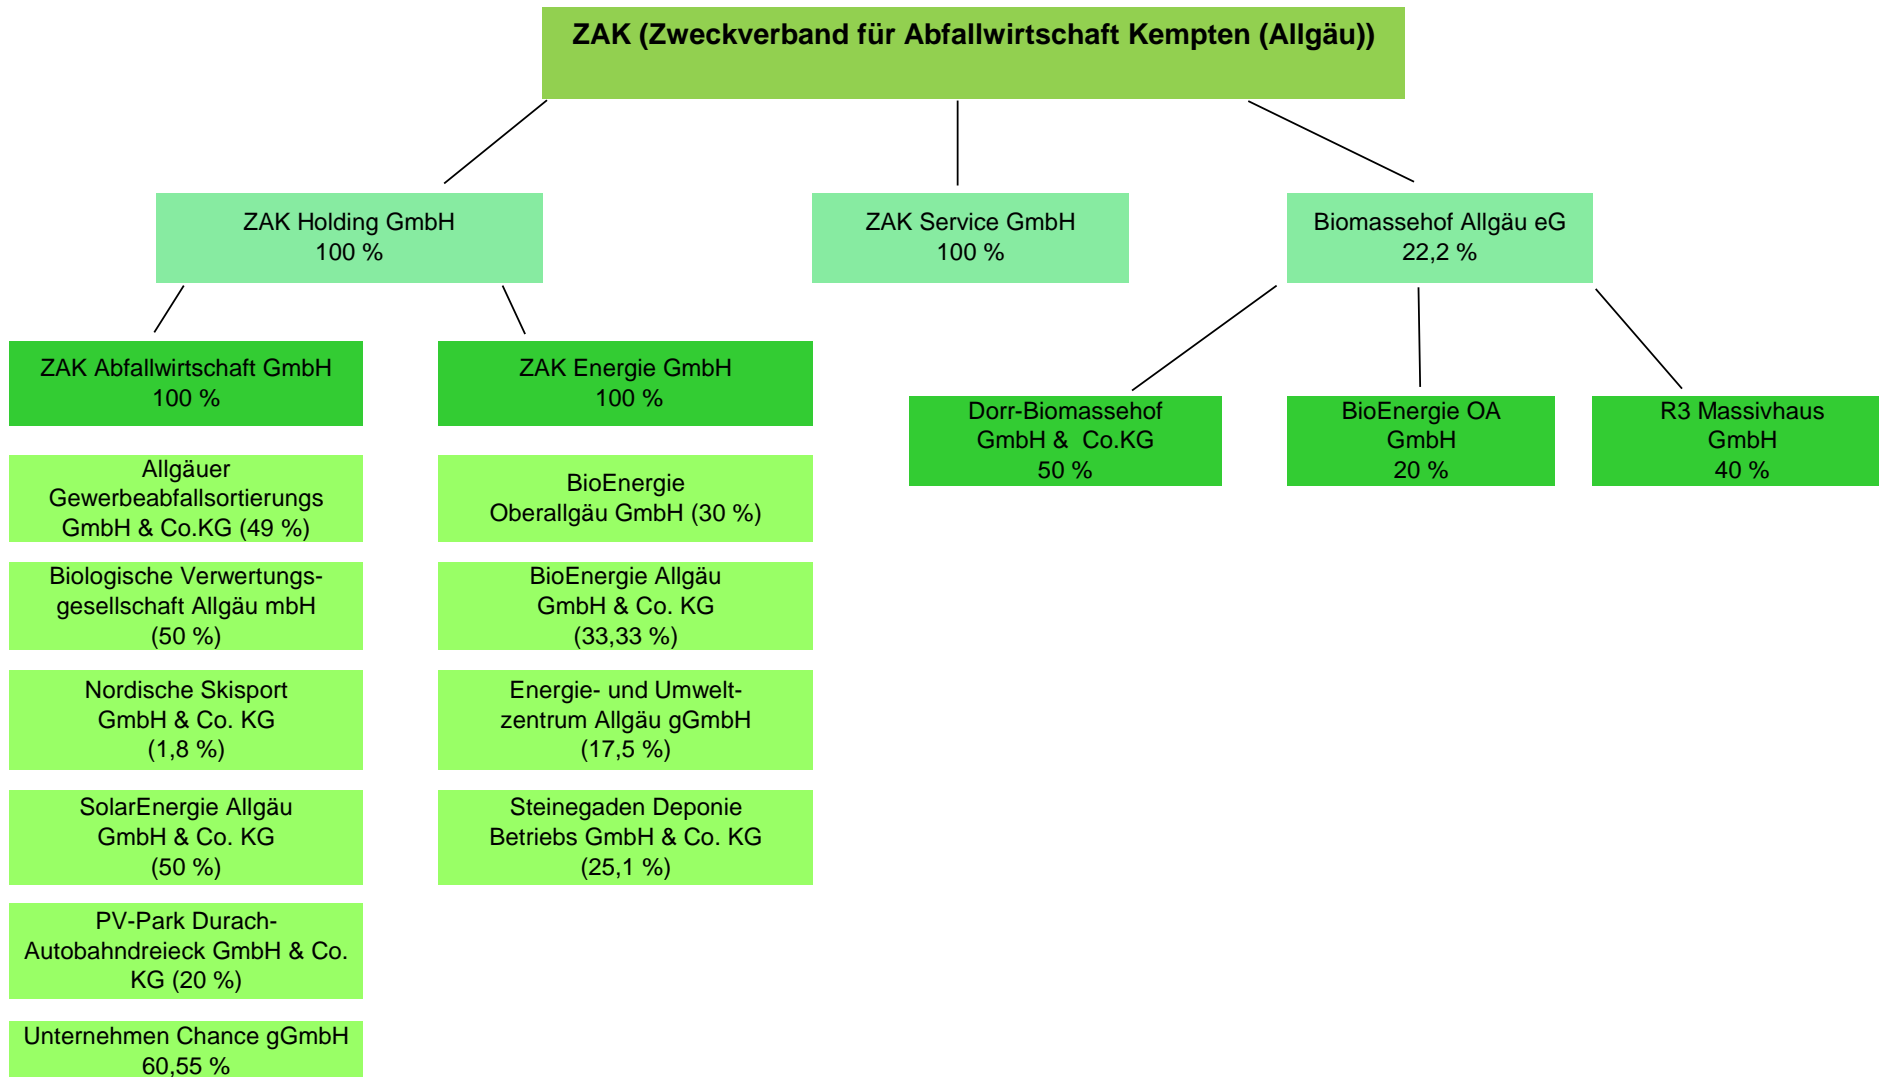 ZAK (Zweckverband für Abfallwirtschaft Kempten (Allgäu))
ZAK Holding GmbH
100 %
ZAK Service GmbH
100 %
Biomassehof Allgäu eG
22,2 %
ZAK Abfallwirtschaft GmbH
100 %
ZAK Energie GmbH
100 %
Dorr-Biomassehof
GmbH &  Co.KG
50 %
BioEnergie OA
GmbH
20 %
R3 Massivhaus
GmbH
40 %
Allgäuer
Gewerbeabfallsortierungs
GmbH & Co.KG (49 %)
Biologische Verwertungs-
gesellschaft Allgäu mbH
(50 %)
Nordische Skisport
GmbH & Co. KG
(1,8 %)
SolarEnergie Allgäu
GmbH & Co. KG
(50 %)
PV-Park Durach-
Autobahndreieck GmbH & Co.
KG (20 %)
Unternehmen Chance gGmbH
60,55 %
BioEnergie
Oberallgäu GmbH (30 %)
BioEnergie Allgäu
GmbH & Co. KG
(33,33 %)
Energie- und Umwelt-
zentrum Allgäu gGmbH
(17,5 %)
Steinegaden Deponie
Betriebs GmbH & Co. KG
(25,1 %)